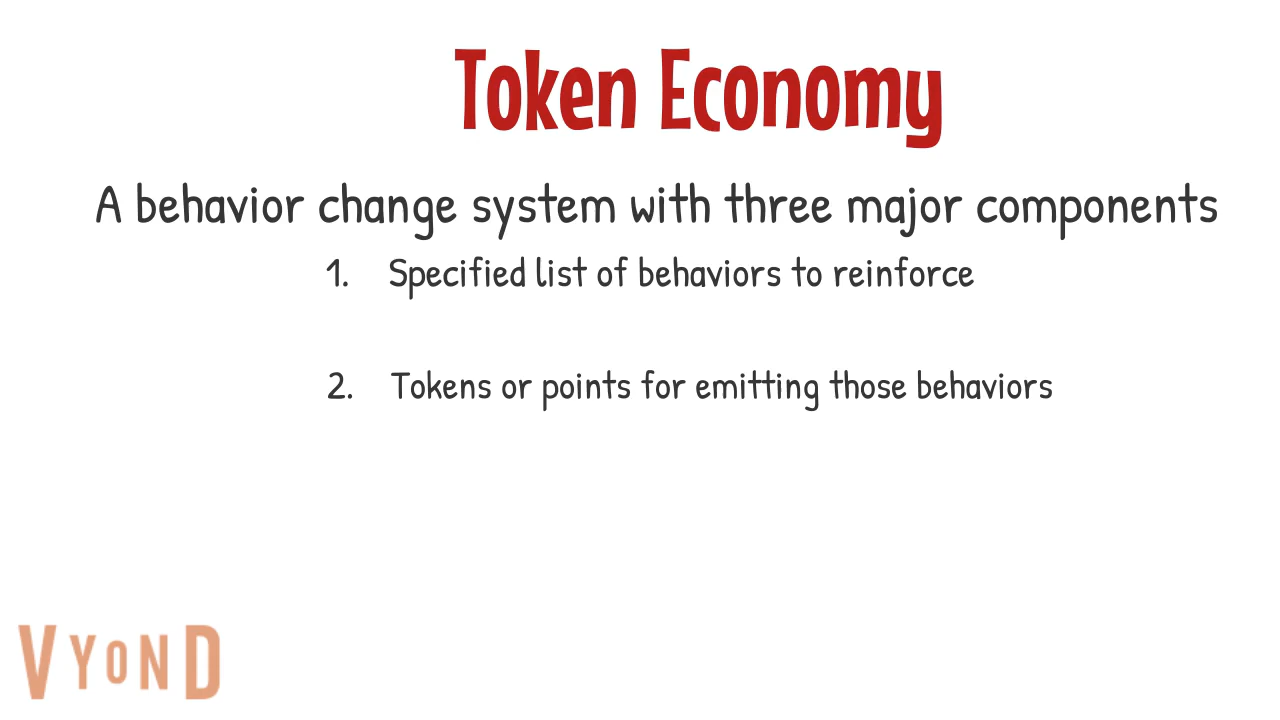 Token Economy
A behavior change system with three major components
1. Specified list of behaviors to reinforce
2. Tokens or points for emitting those behaviors
VYOND